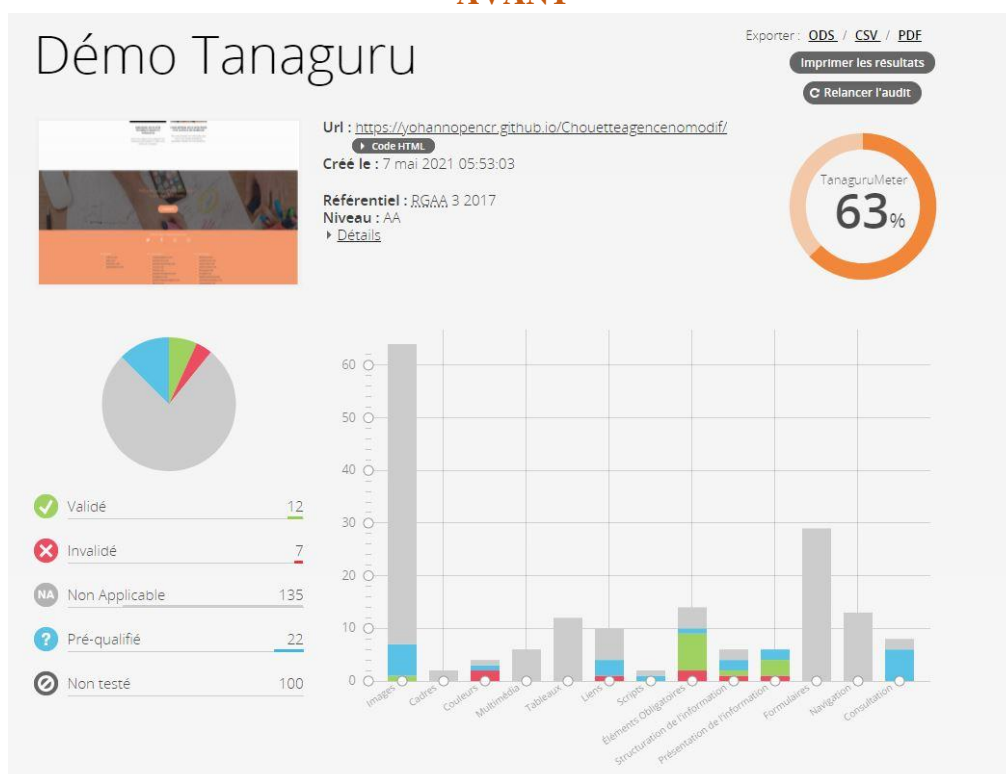 AVANT
Démo Tanaguru
Exporter : ODS / CSV / PDF
Imprimer les résultats
Relancer l'audit
Url : https://yohannopencr.github.io/Chouetteagencenomodif/
Code HTML
Créé le : 7 mai 2021 05:53:03
Référentiel : RGAA 3 2017
Niveau : AA
Détails
TanaguruMeter
63%
Validé 12
Invalidé 7
NA Non Applicable 135
? Pré-qualifié 22
Non testé 100
60
50
40
30
20
10
0
Images
Cadres
Couleurs
Multimédia
Tableaux
Liens
Scripts
Éléments Obligatoires
Structuration de l'information
Présentation de l'information
Formulaires
Navigation
Consultation